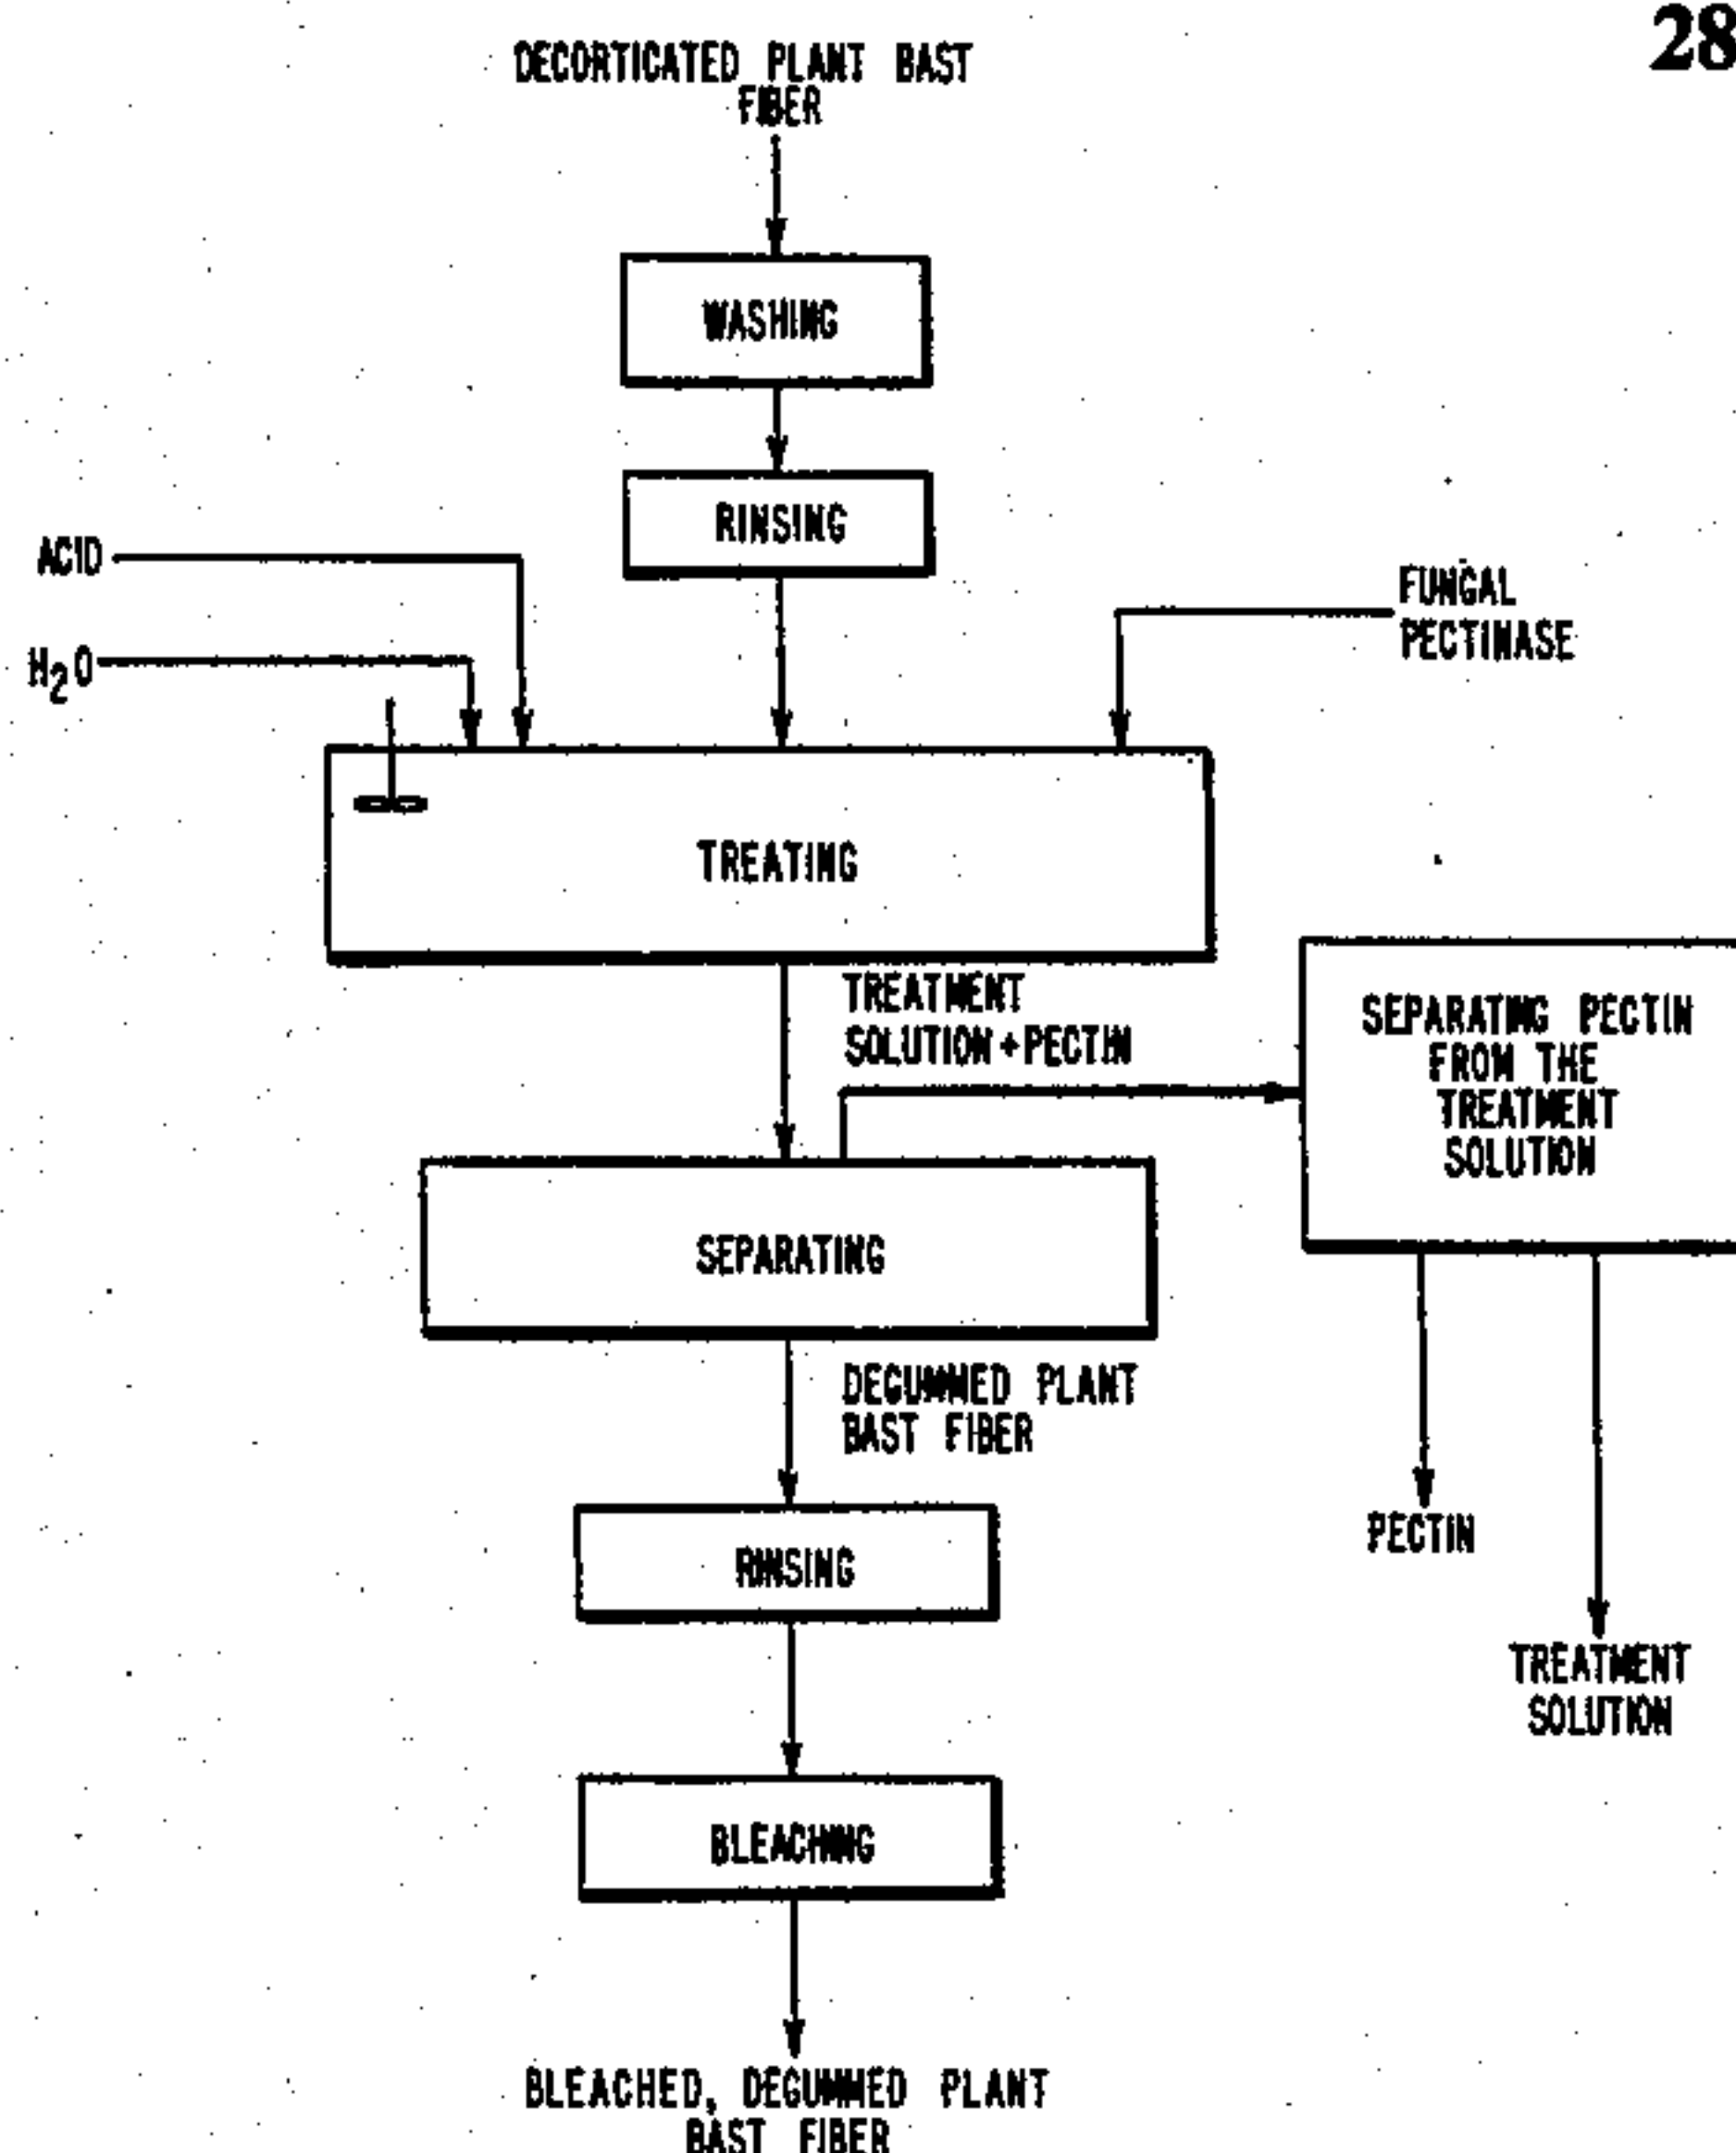 28
DECORTICATED PLANT BAST
FIBER
WASHING
RINSING
ACID
H2O
FUNGAL
PECTINASE
TREATING
TREATMENT
SOLUTION + PECTIN
SEPARATING PECTIN
FROM THE
TREATMENT
SOLUTION
SEPARATING
DEGUMMED PLANT
BAST FIBER
PECTIN
RINSING
TREATMENT
SOLUTION
BLEACHING
BLEACHED, DEGUMMED PLANT
BAST FIBER